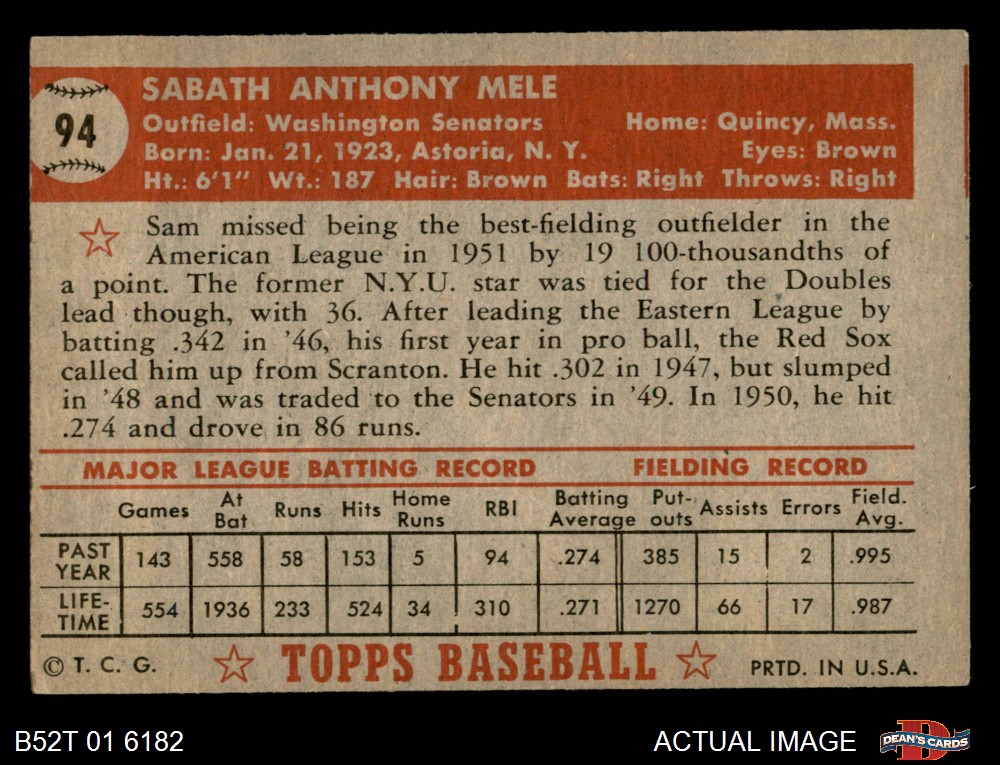 94
SABATH ANTHONY MELE
Outfield: Washington Senators Home: Quincy, Mass.
Born: Jan. 21, 1923, Astoria, N. Y. Eyes: Brown
Ht.: 6'1" Wt.: 187 Hair: Brown Bats: Right Throws: Right
Sam missed being the best-fielding outfielder in the
American League in 1951 by 19 100-thousandths of
a point. The former N.Y.U. star was tied for the Doubles
lead though, with 36. After leading the Eastern League by
batting .342 in '46, his first year in pro ball, the Red Sox
called him up from Scranton. He hit .302 in 1947, but slumped
in '48 and was traded to the Senators in '49. In 1950, he hit
.274 and drove in 86 runs.
MAJOR LEAGUE BATTING RECORD FIELDING RECORD
Games At Bat Runs Hits Home Runs RBI Batting Average Put-outs Assists Errors Field. Avg.
PAST YEAR 143 558 58 153 5 94 .274 385 15 2 .995
LIFE-TIME 554 1936 233 524 34 310 .271 1270 66 17 .987
© T. C. G. TOPPS BASEBALL PRTD. IN U.S.A.
B52T 01 6182 ACTUAL IMAGE DEAN'S CARDS